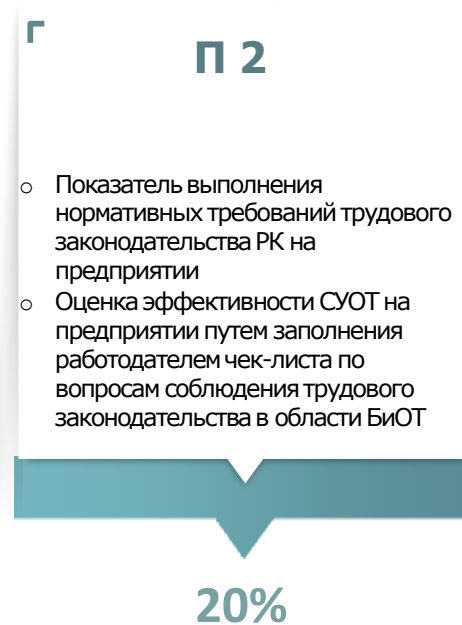 Г
П 2
o Показатель выполнения
нормативных требований трудового
законодательства РК на
предприятии
o Оценка эффективности СУОТ на
предприятии путем заполнения
работодателем чек-листа по
вопросам соблюдения трудового
законодательства в области БиОТ
20%